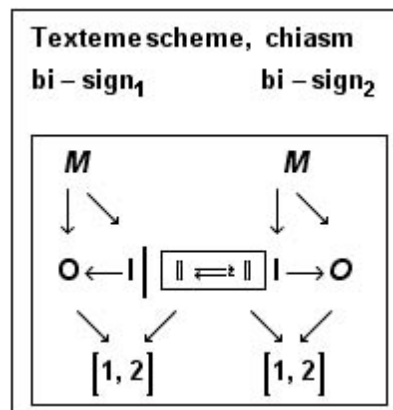 Texteme scheme, chiasm
bi – sign₁ bi – sign₂
M M
↓ ↘ ↓ ↘
O ← I | ‖ ⇌ ‖ I → O
↘ ↙ ↘ ↙
[1, 2] [1, 2]